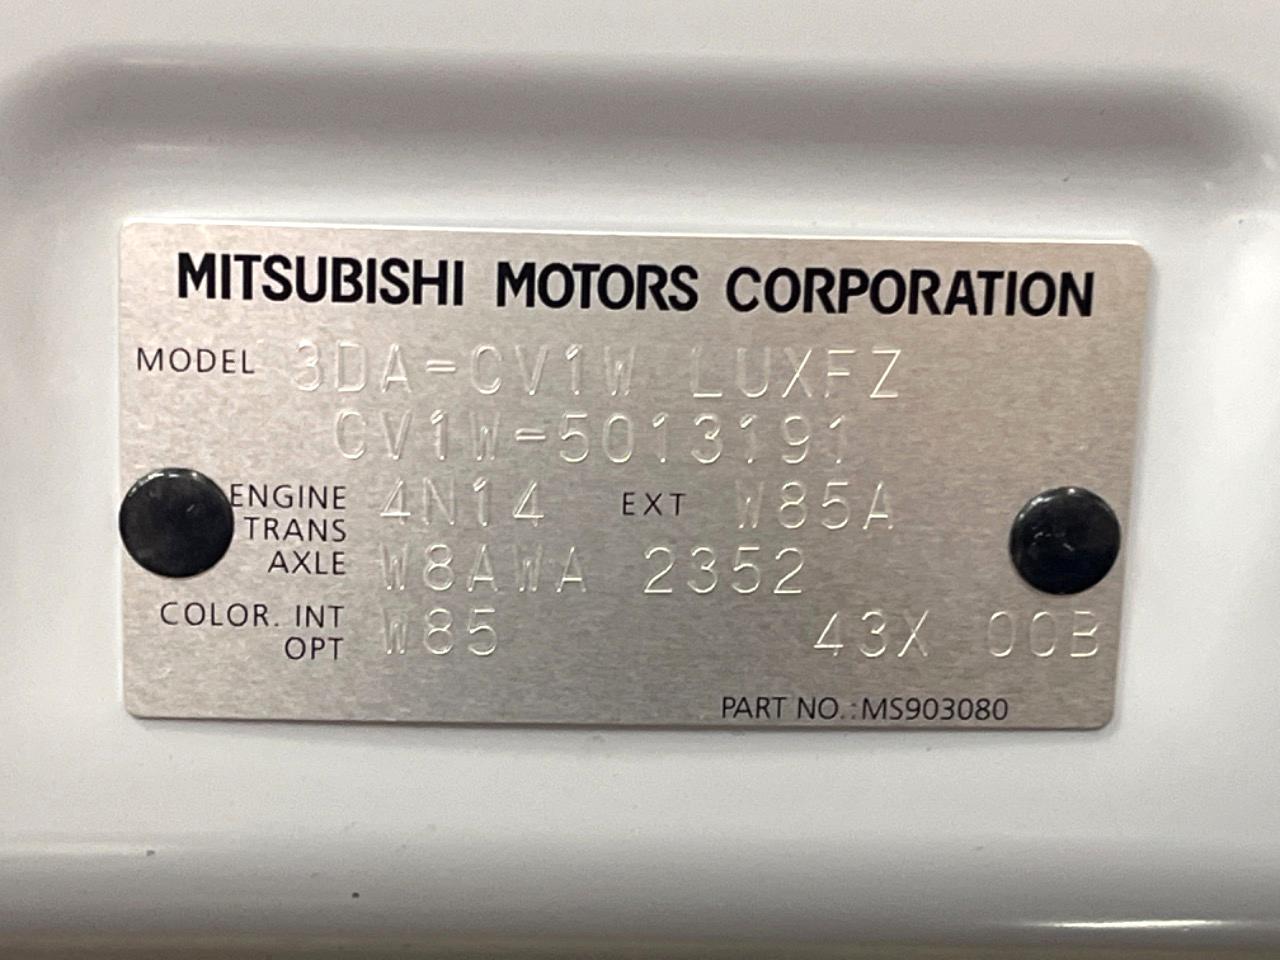 MITSUBISHI MOTORS CORPORATION
MODEL 3DA-CV1W LUXFZ
CV1W-5013191
ENGINE 4N14 EXT W85A
TRANS
AXLE W8AWA 2352
COLOR. INT
OPT W85 43X 00B
PART NO.:MS903080